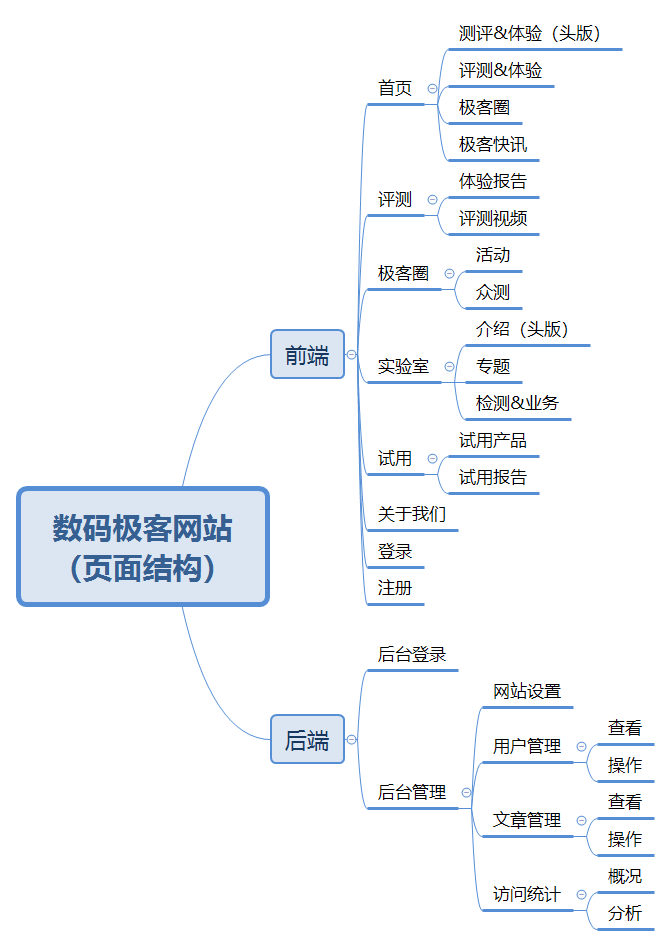 数码极客网站
（页面结构）
前端
首页
测评&体验（头版）
评测&体验
极客圈
极客快讯
评测
体验报告
评测视频
极客圈
活动
众测
实验室
介绍（头版）
专题
检测&业务
试用
试用产品
试用报告
关于我们
登录
注册
后端
后台登录
后台管理
网站设置
用户管理
查看
操作
文章管理
查看
操作
访问统计
概况
分析